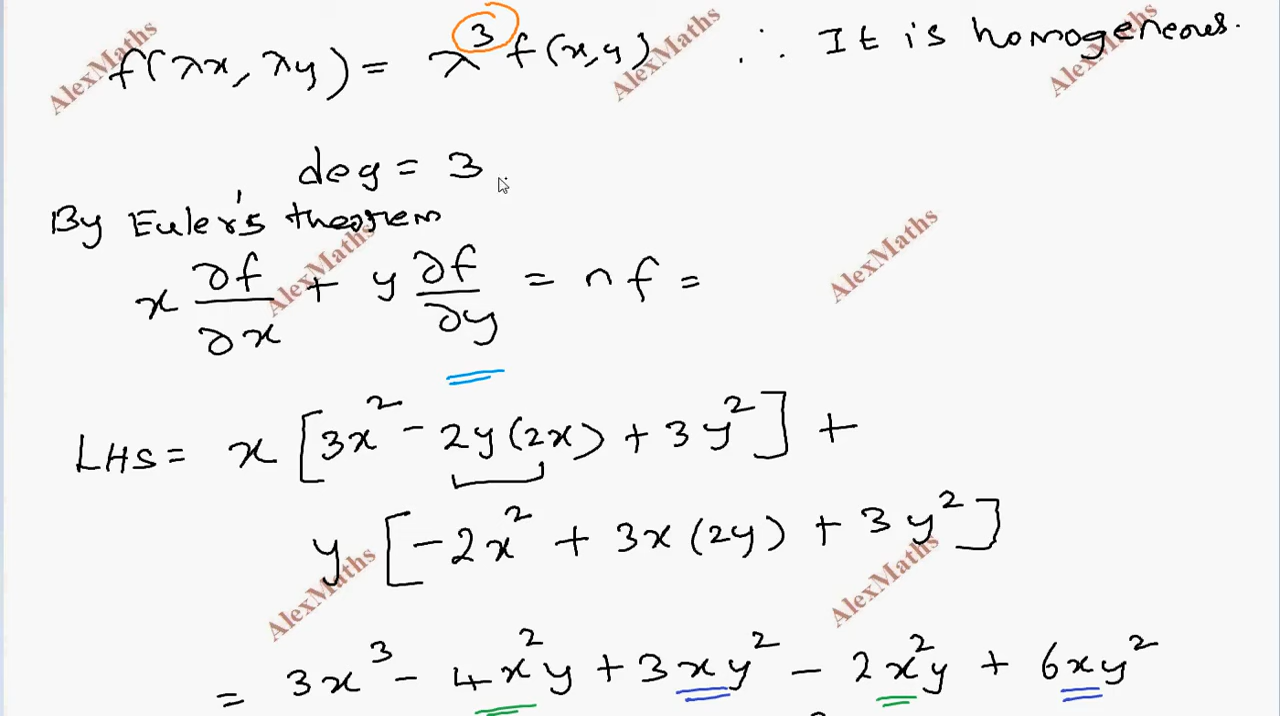 f(λx, λy) = λ³ f(x,y) ∴ It is homogeneous.
deg = 3
By Euler's theorem
x ∂f/∂x + y ∂f/∂y = n f =
LHS = x [3x² - 2y(2x) + 3y²] +
y [-2x² + 3x(2y) + 3y²]
= 3x³ - 4x²y + 3xy² - 2x²y + 6xy²
AlexMaths
AlexMaths
AlexMaths
AlexMaths
AlexMaths
AlexMaths
AlexMaths